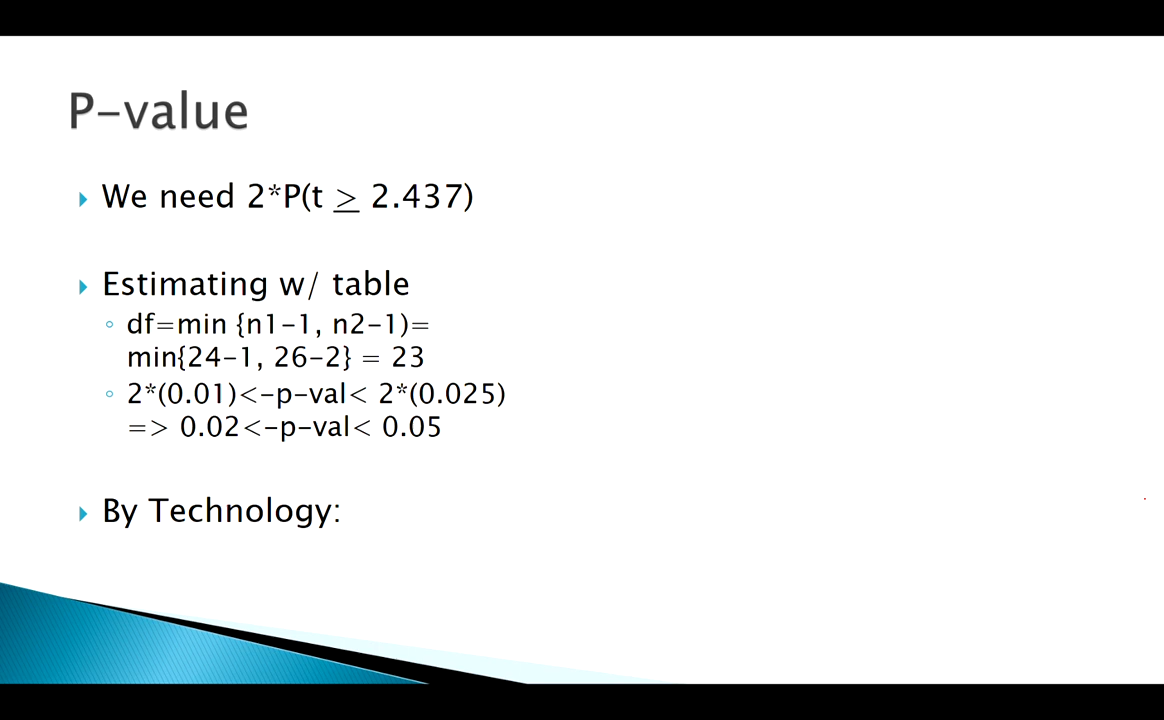 P-value
We need 2*P(t ≥ 2.437)
Estimating w/ table
df=min {n1-1, n2-1)=
min{24-1, 26-2} = 23
2*(0.01)<-p-val< 2*(0.025)
=> 0.02<-p-val< 0.05
By Technology: